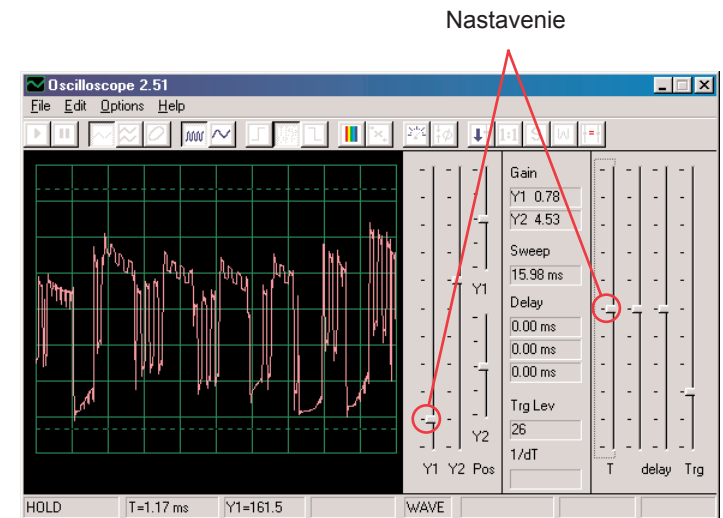 Nastavenie
Oscilloscope 2.51
File Edit Options Help
1:1 S W
Gain
Y1 0.78
Y2 4.53
Sweep
15.98 ms
Y1
Delay
0.00 ms
0.00 ms
0.00 ms
Trg Lev
26
Y2
1/dT
Y1 Y2 Pos
T delay Trg
HOLD T=1.17 ms Y1=161.5 WAVE